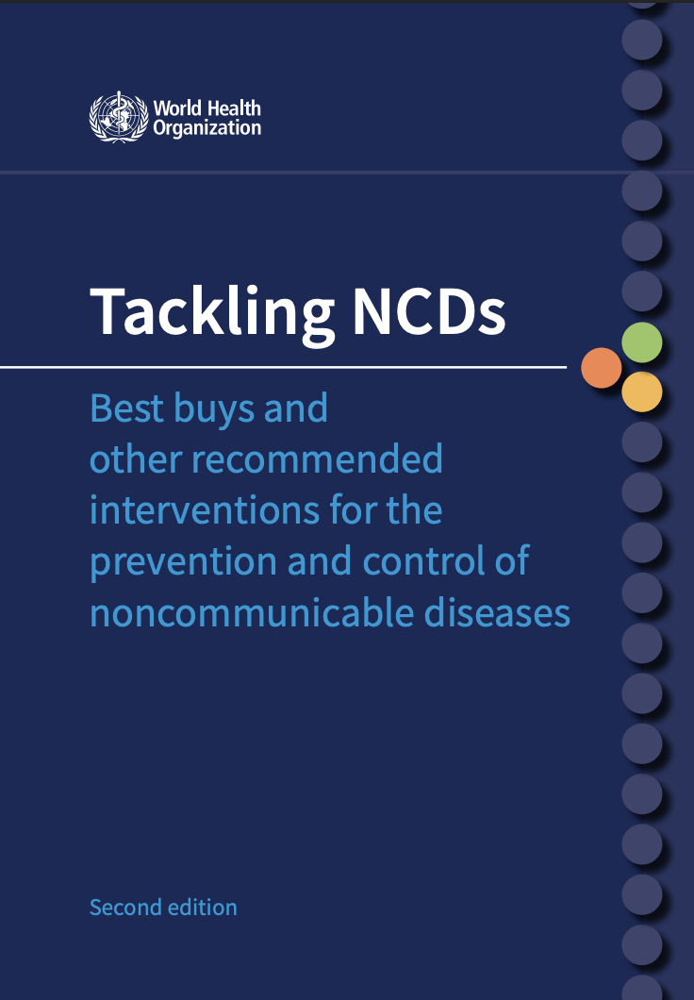 World Health
Organization
Tackling NCDs
Best buys and
other recommended
interventions for the
prevention and control of
noncommunicable diseases
Second edition